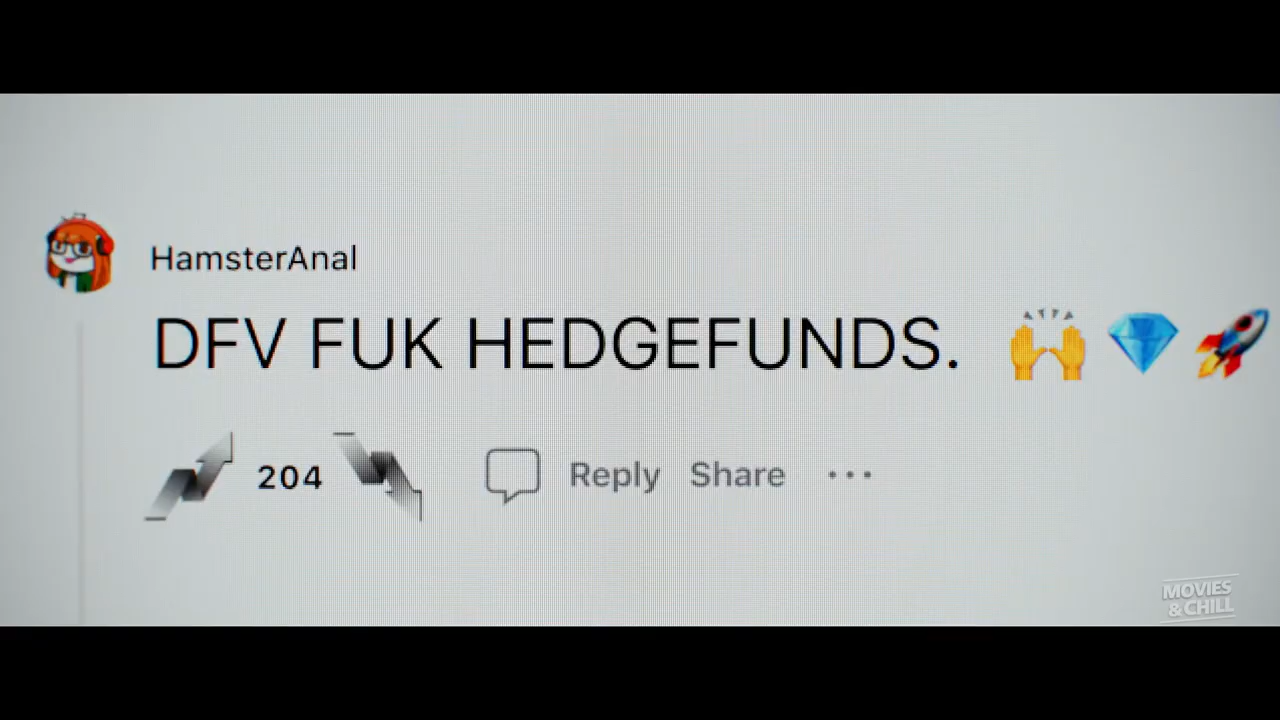 HamsterAnal
DFV FUK HEDGEFUNDS. 🙌 💎 🚀
204 Reply Share ...
MOVIES
& CHILL